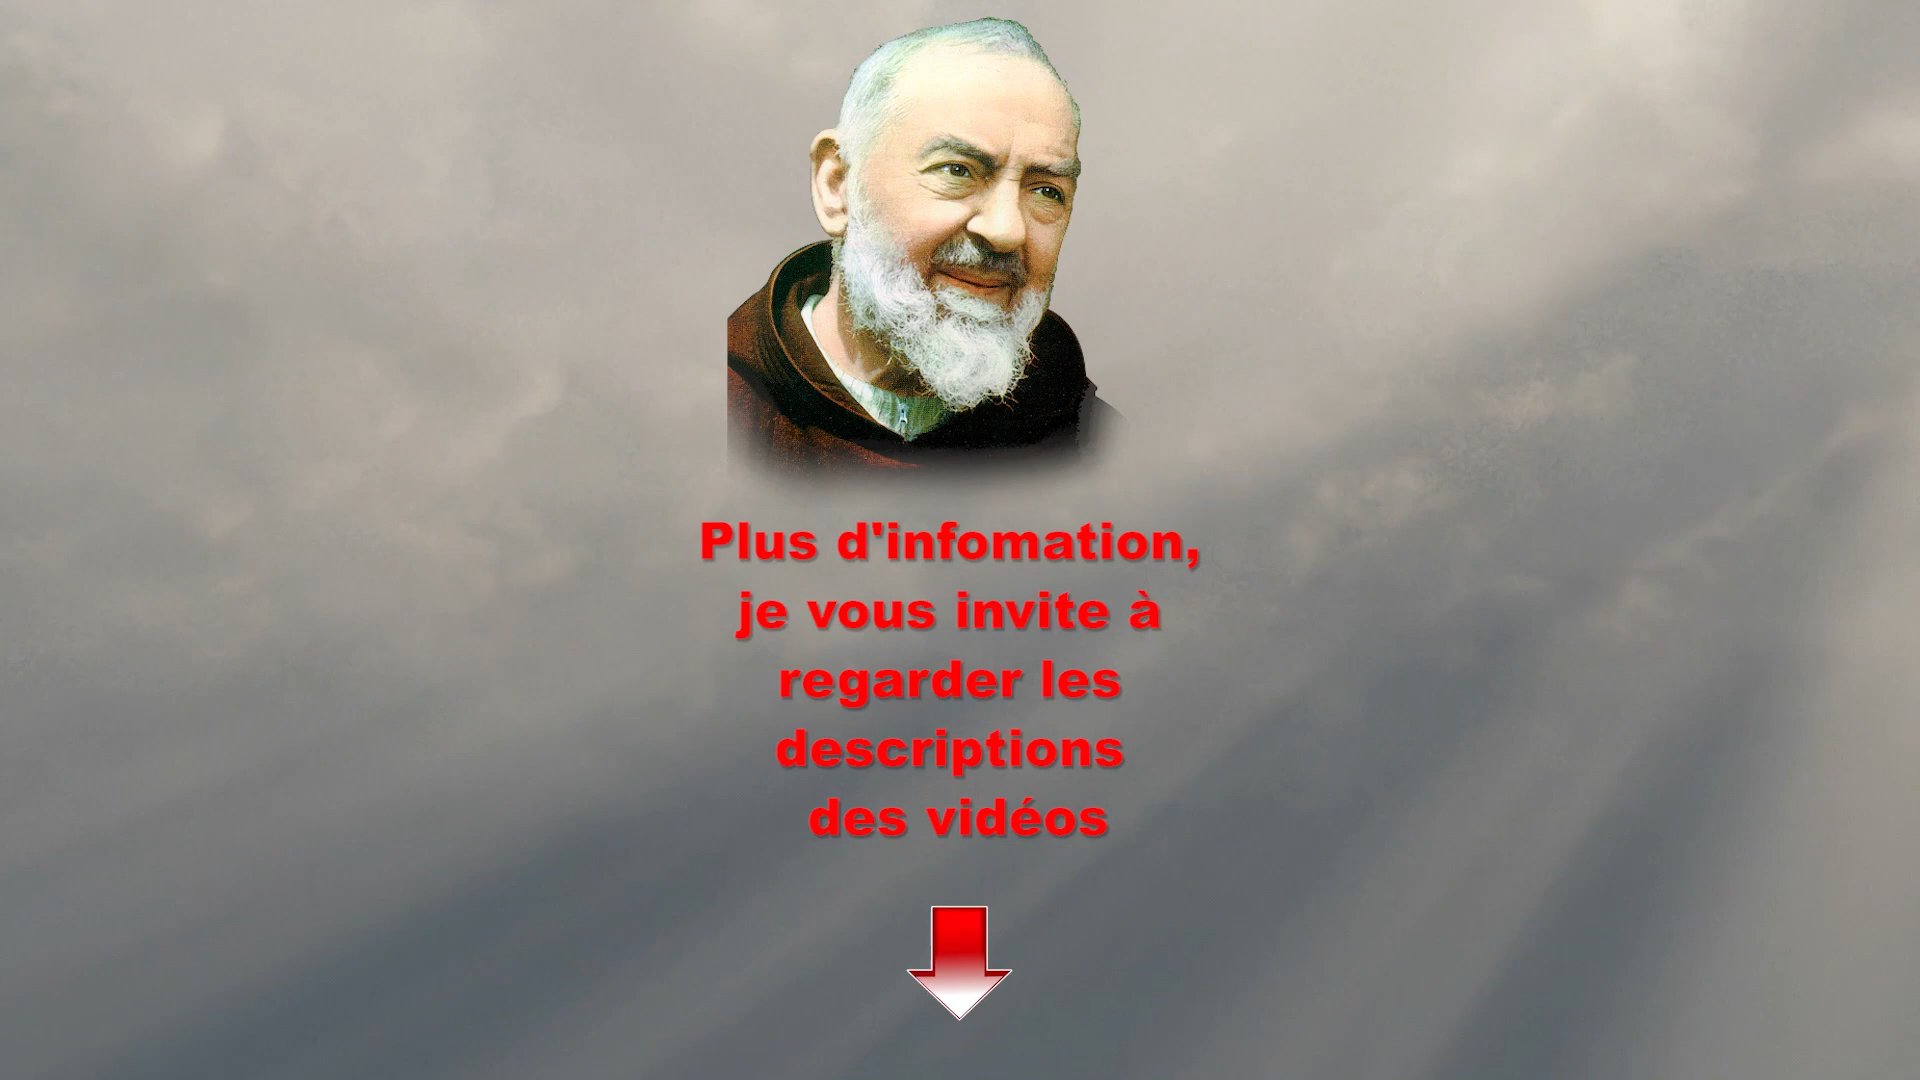 Plus d'infomation,
je vous invite à
regarder les
descriptions
des vidéos